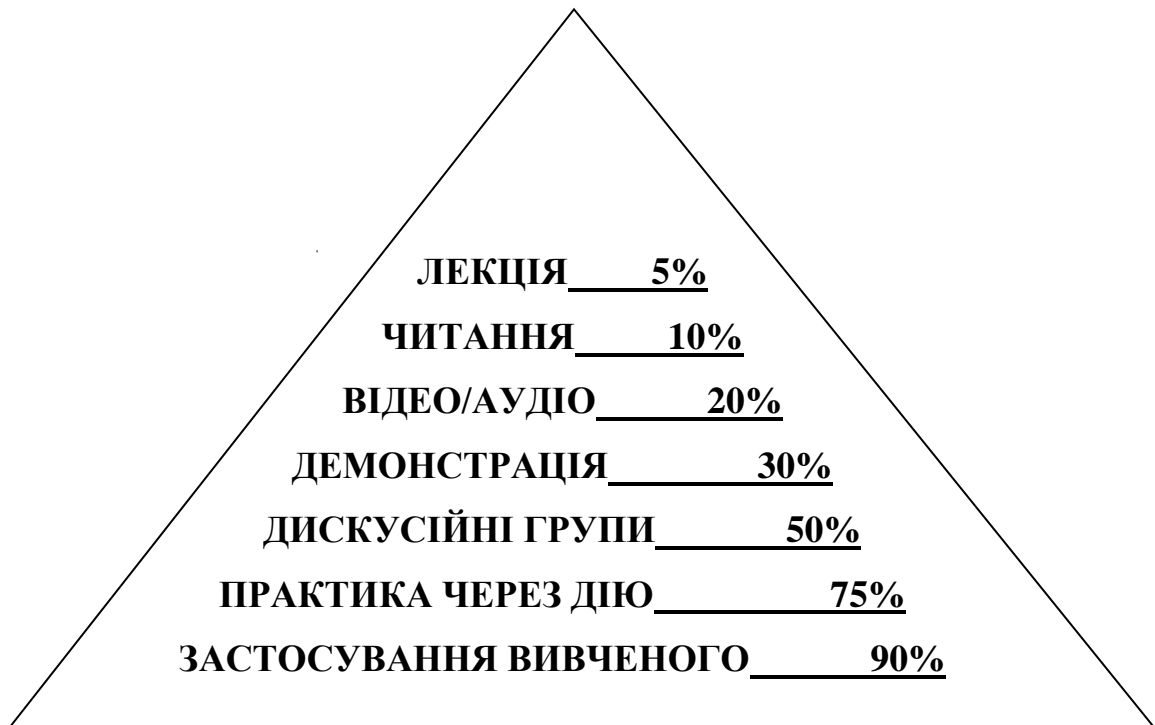 ЛЕКЦІЯ 5%
ЧИТАННЯ 10%
ВІДЕО/АУДІО 20%
ДЕМОНСТРАЦІЯ 30%
ДИСКУСІЙНІ ГРУПИ 50%
ПРАКТИКА ЧЕРЕЗ ДІЮ 75%
ЗАСТОСУВАННЯ ВИВЧЕНОГО 90%